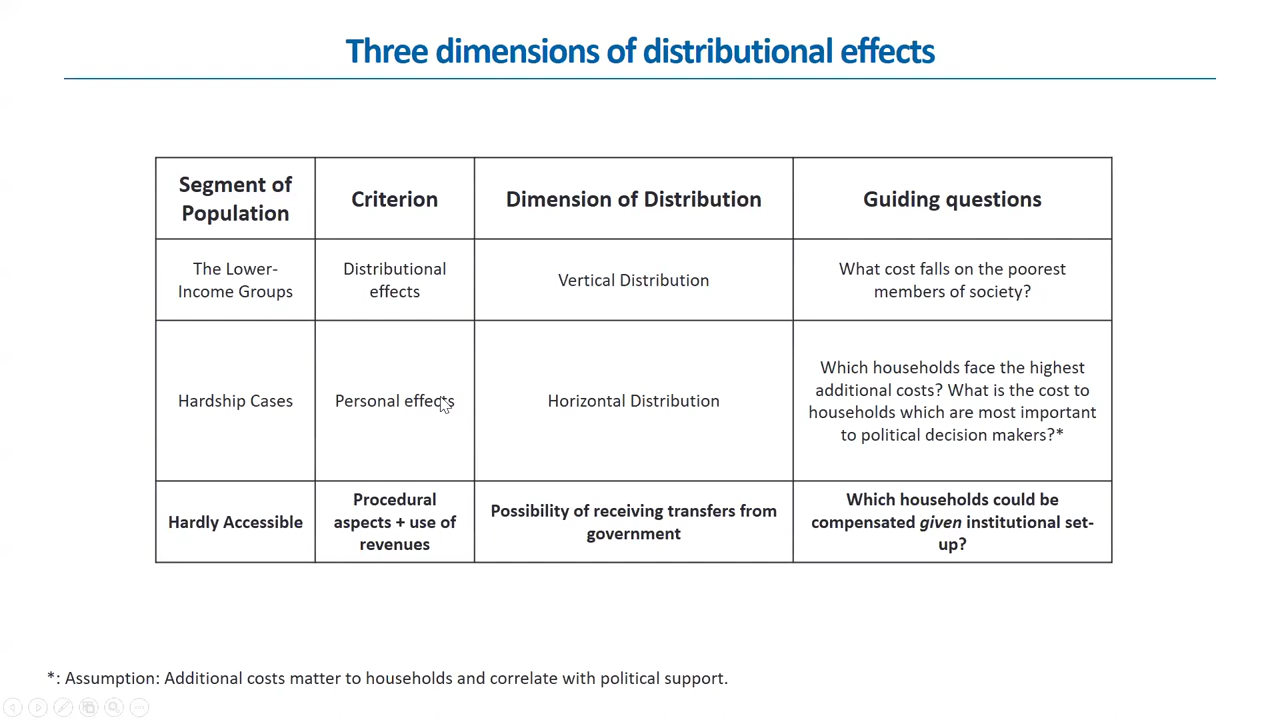 Three dimensions of distributional effects
Segment of
Population
Criterion
Dimension of Distribution
Guiding questions
The Lower-
Income Groups
Distributional
effects
Vertical Distribution
What cost falls on the poorest
members of society?
Hardship Cases
Personal effects
Horizontal Distribution
Which households face the highest
additional costs? What is the cost to
households which are most important
to political decision makers?*
Hardly Accessible
Procedural
aspects + use of
revenues
Possibility of receiving transfers from
government
Which households could be
compensated given institutional set-
up?
*: Assumption: Additional costs matter to households and correlate with political support.